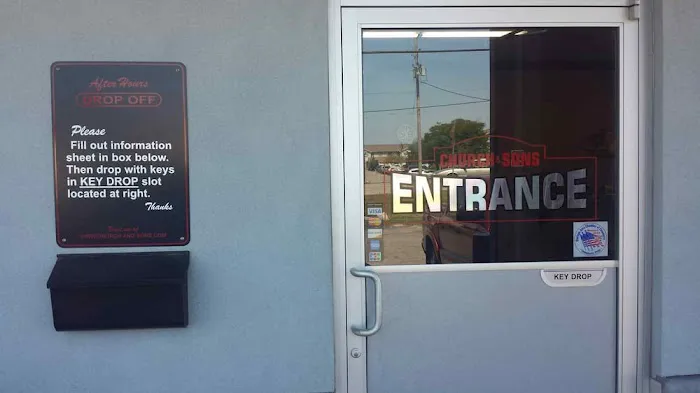 After Hours
DROP OFF
Please
Fill out information
sheet in box below.
Then drop with keys
in KEY DROP slot
located at right.
Thanks
CHURCH & SONS
ENTRANCE
VISA
KEY DROP